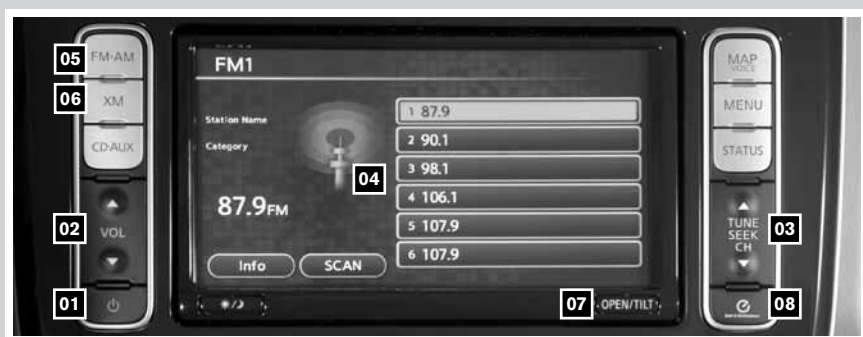 05
FM·AM
06
XM
CD·AUX
02
VOL
01
FM1
Station Name
Category
04
87.9FM
Info
SCAN
1 87.9
2 90.1
3 98.1
4 106.1
5 107.9
6 107.9
07
OPEN/TILT
MAP
VOICE
MENU
STATUS
TUNE
SEEK
CH
03
08